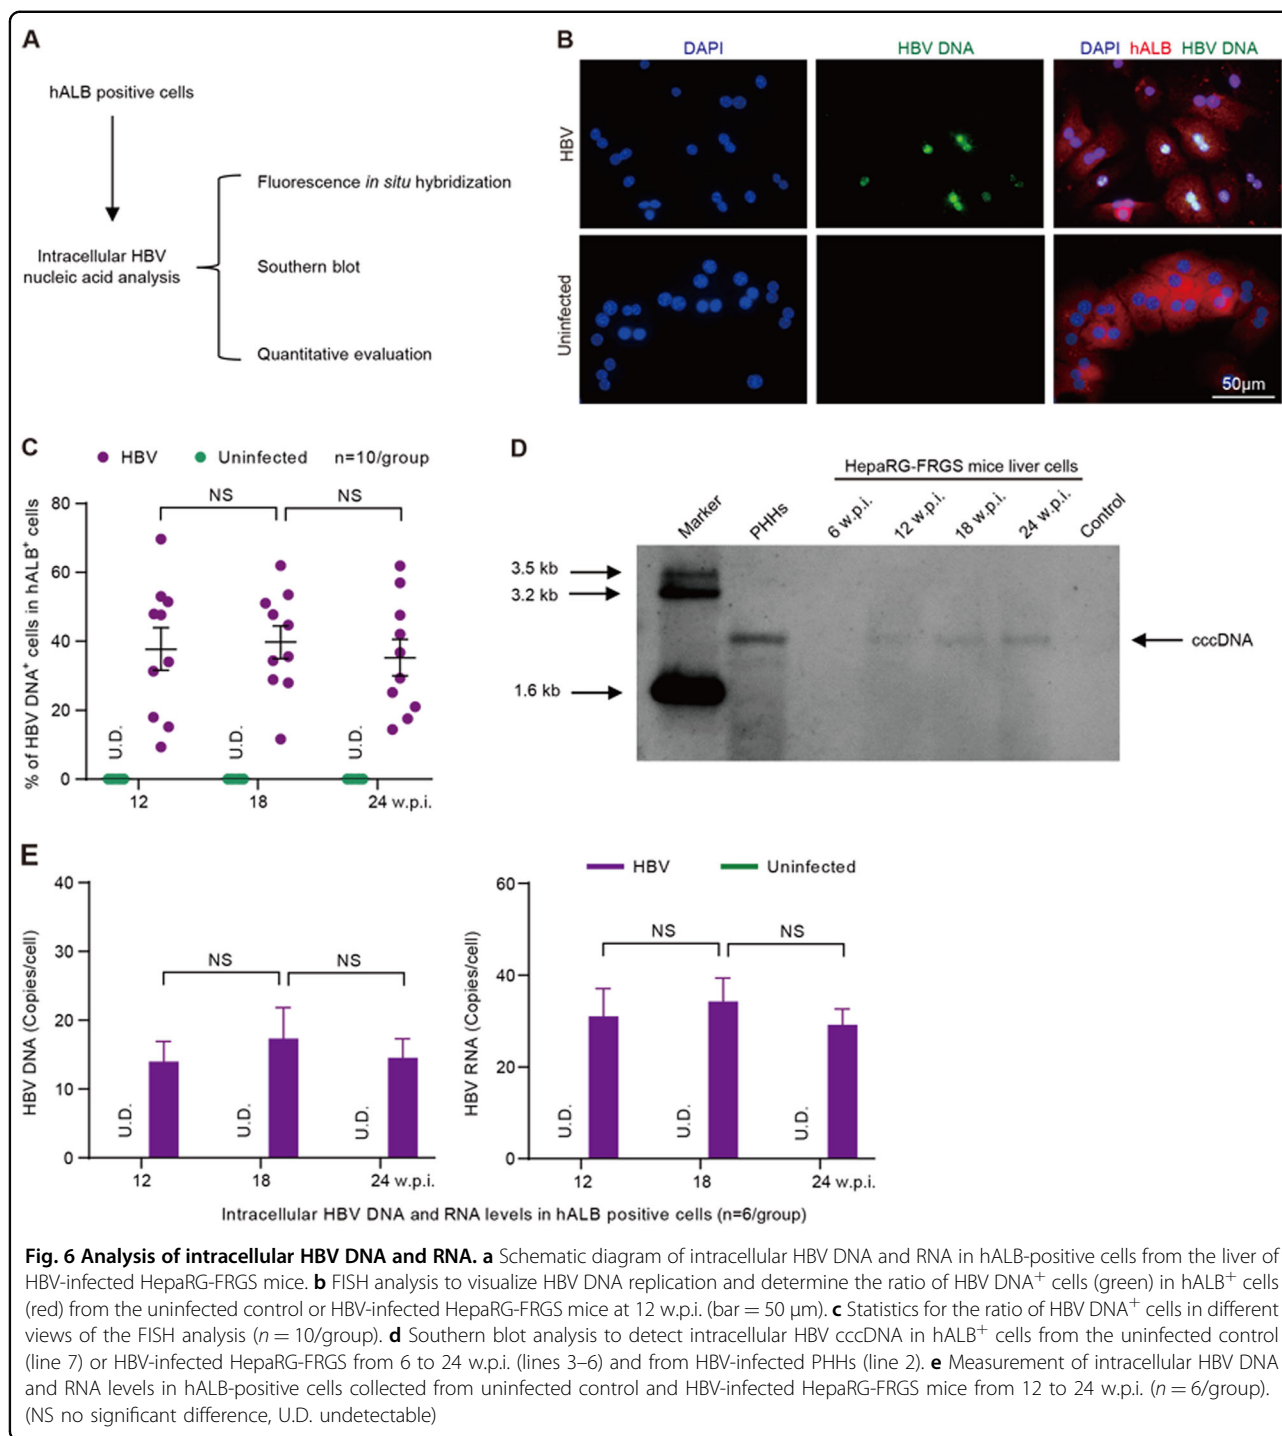 A
hALB positive cells
Intracellular HBV
nucleic acid analysis
Fluorescence in situ hybridization
Southern blot
Quantitative evaluation
B
DAPI
HBV DNA
DAPI hALB HBV DNA
HBV
Uninfected
50μm
C
HBV
Uninfected
n=10/group
% of HBV DNA+ cells in hALB+ cells
80
60
40
20
0
NS
NS
U.D.
U.D.
U.D.
12
18
24 w.p.i.
D
HepaRG-FRGS mice liver cells
Marker
PHHs
6 w.p.i.
12 w.p.i.
18 w.p.i.
24 w.p.i.
Control
3.5 kb
3.2 kb
1.6 kb
cccDNA
E
HBV DNA (Copies/cell)
40
30
20
10
0
NS
NS
U.D.
U.D.
U.D.
12
18
24 w.p.i.
HBV
Uninfected
HBV RNA (Copies/cell)
60
40
20
0
NS
NS
U.D.
U.D.
U.D.
12
18
24 w.p.i.
Intracellular HBV DNA and RNA levels in hALB positive cells (n=6/group)
Fig. 6 Analysis of intracellular HBV DNA and RNA. a Schematic diagram of intracellular HBV DNA and RNA in hALB-positive cells from the liver of
HBV-infected HepaRG-FRGS mice. b FISH analysis to visualize HBV DNA replication and determine the ratio of HBV DNA+ cells (green) in hALB+ cells
(red) from the uninfected control or HBV-infected HepaRG-FRGS mice at 12 w.p.i. (bar = 50 μm). c Statistics for the ratio of HBV DNA+ cells in different
views of the FISH analysis (n = 10/group). d Southern blot analysis to detect intracellular HBV cccDNA in hALB+ cells from the uninfected control
(line 7) or HBV-infected HepaRG-FRGS from 6 to 24 w.p.i. (lines 3–6) and from HBV-infected PHHs (line 2). e Measurement of intracellular HBV DNA
and RNA levels in hALB-positive cells collected from uninfected control and HBV-infected HepaRG-FRGS mice from 12 to 24 w.p.i. (n = 6/group).
(NS no significant difference, U.D. undetectable)